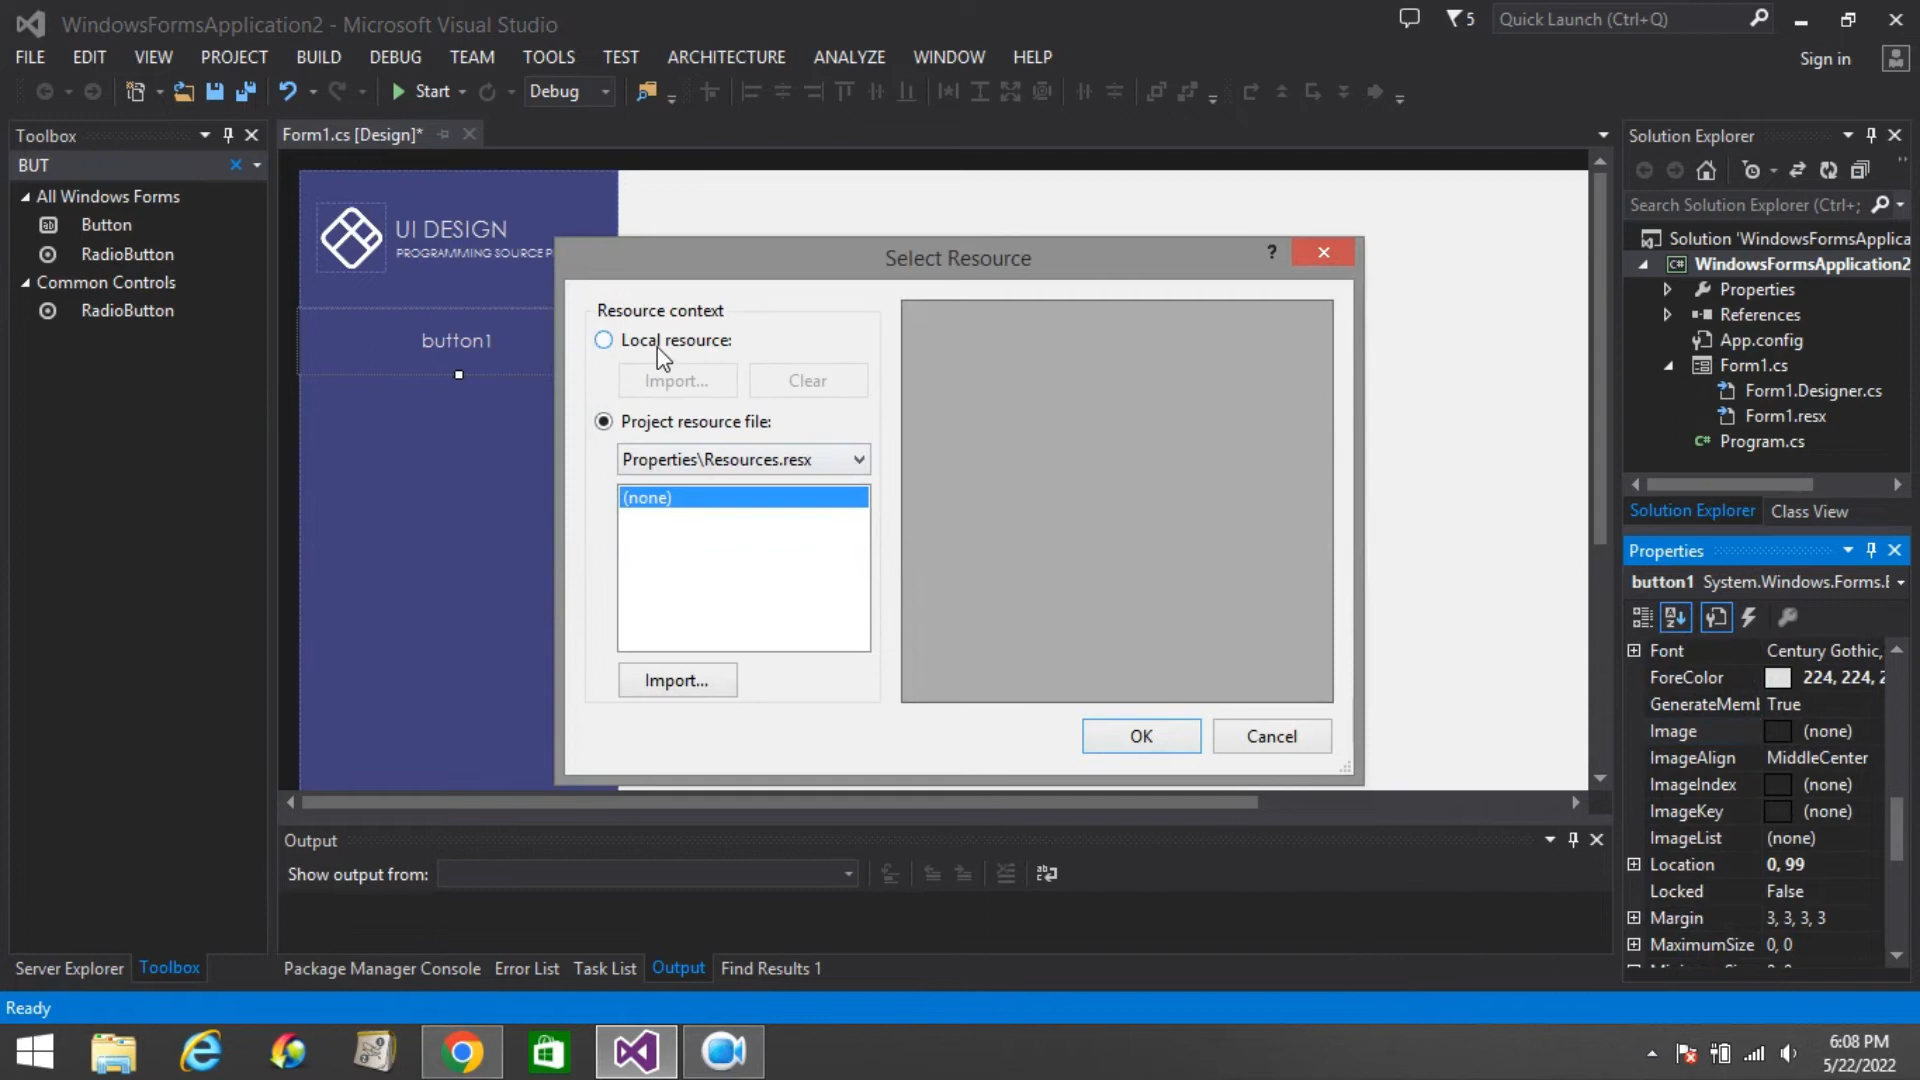 WindowsFormsApplication2 - Microsoft Visual Studio
5
Quick Launch (Ctrl+Q)
FILE EDIT VIEW PROJECT BUILD DEBUG TEAM TOOLS TEST ARCHITECTURE ANALYZE WINDOW HELP
Sign in
Start
Debug
Toolbox
BUT
All Windows Forms
Button
RadioButton
Common Controls
RadioButton
Form1.cs [Design]*
UI DESIGN
PROGRAMMING SOURCE P
button1
Select Resource
?
Resource context
Local resource:
Import...
Clear
Project resource file:
Properties\Resources.resx
(none)
Import...
OK
Cancel
Solution Explorer
Search Solution Explorer (Ctrl+;
Solution 'WindowsFormsApplica
WindowsFormsApplication2
Properties
References
App.config
Form1.cs
Form1.Designer.cs
Form1.resx
Program.cs
Solution Explorer
Class View
Properties
button1 System.Windows.Forms.
Font Century Gothic,
ForeColor 224, 224, 2
GenerateMeml True
Image (none)
ImageAlign MiddleCenter
ImageIndex (none)
ImageKey (none)
ImageList (none)
Location 0, 99
Locked False
Margin 3, 3, 3, 3
MaximumSize 0, 0
Output
Show output from:
Server Explorer
Toolbox
Package Manager Console
Error List
Task List
Output
Find Results 1
Ready
6:08 PM
5/22/2022